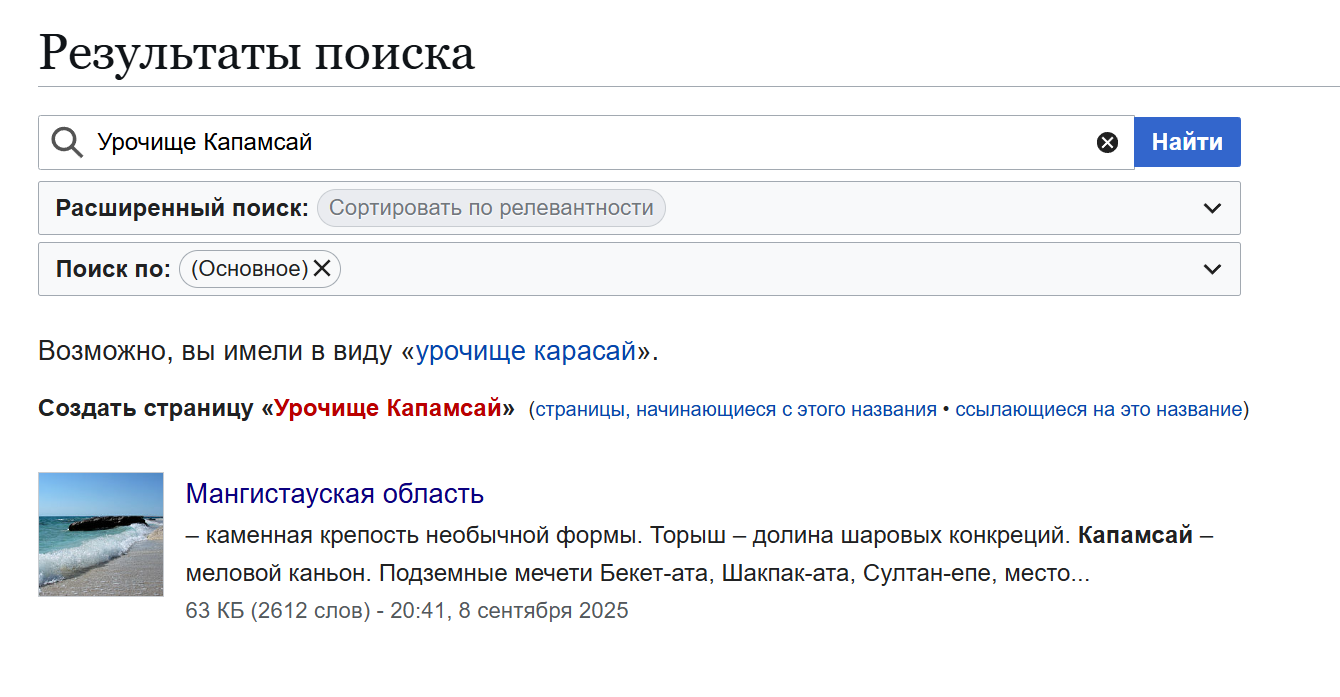 Результаты поиска
Урочище Капамсай
Найти
Расширенный поиск: Сортировать по релевантности
Поиск по: (Основное)
Возможно, вы имели в виду «урочище карасай».
Создать страницу «Урочище Капамсай» (страницы, начинающиеся с этого названия • ссылающиеся на это название)
Мангистауская область
– каменная крепость необычной формы. Торыш – долина шаровых конкреций. Капамсай –
меловой каньон. Подземные мечети Бекет-ата, Шакпак-ата, Султан-епе, место...
63 КБ (2612 слов) - 20:41, 8 сентября 2025